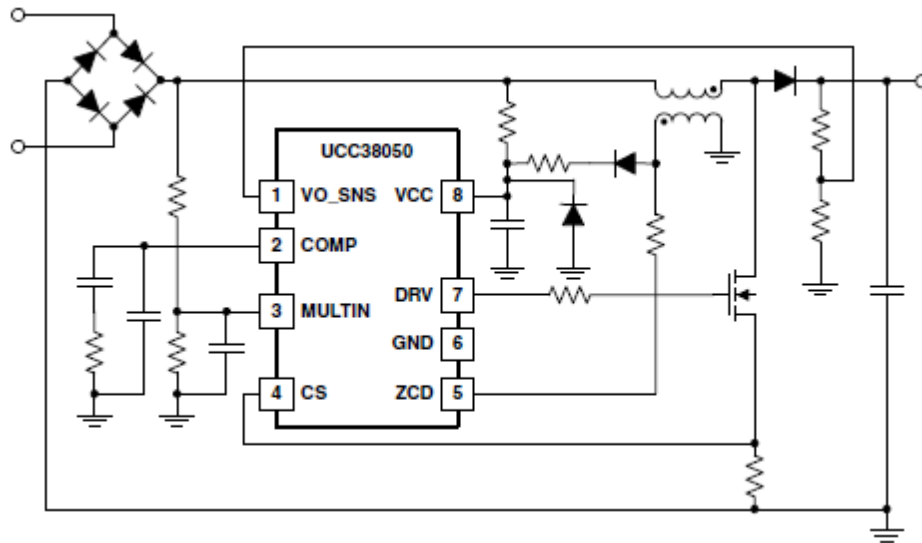 UCC38050
1 VO_SNS VCC 8
2 COMP
DRV 7
3 MULTIN
GND 6
4 CS ZCD 5